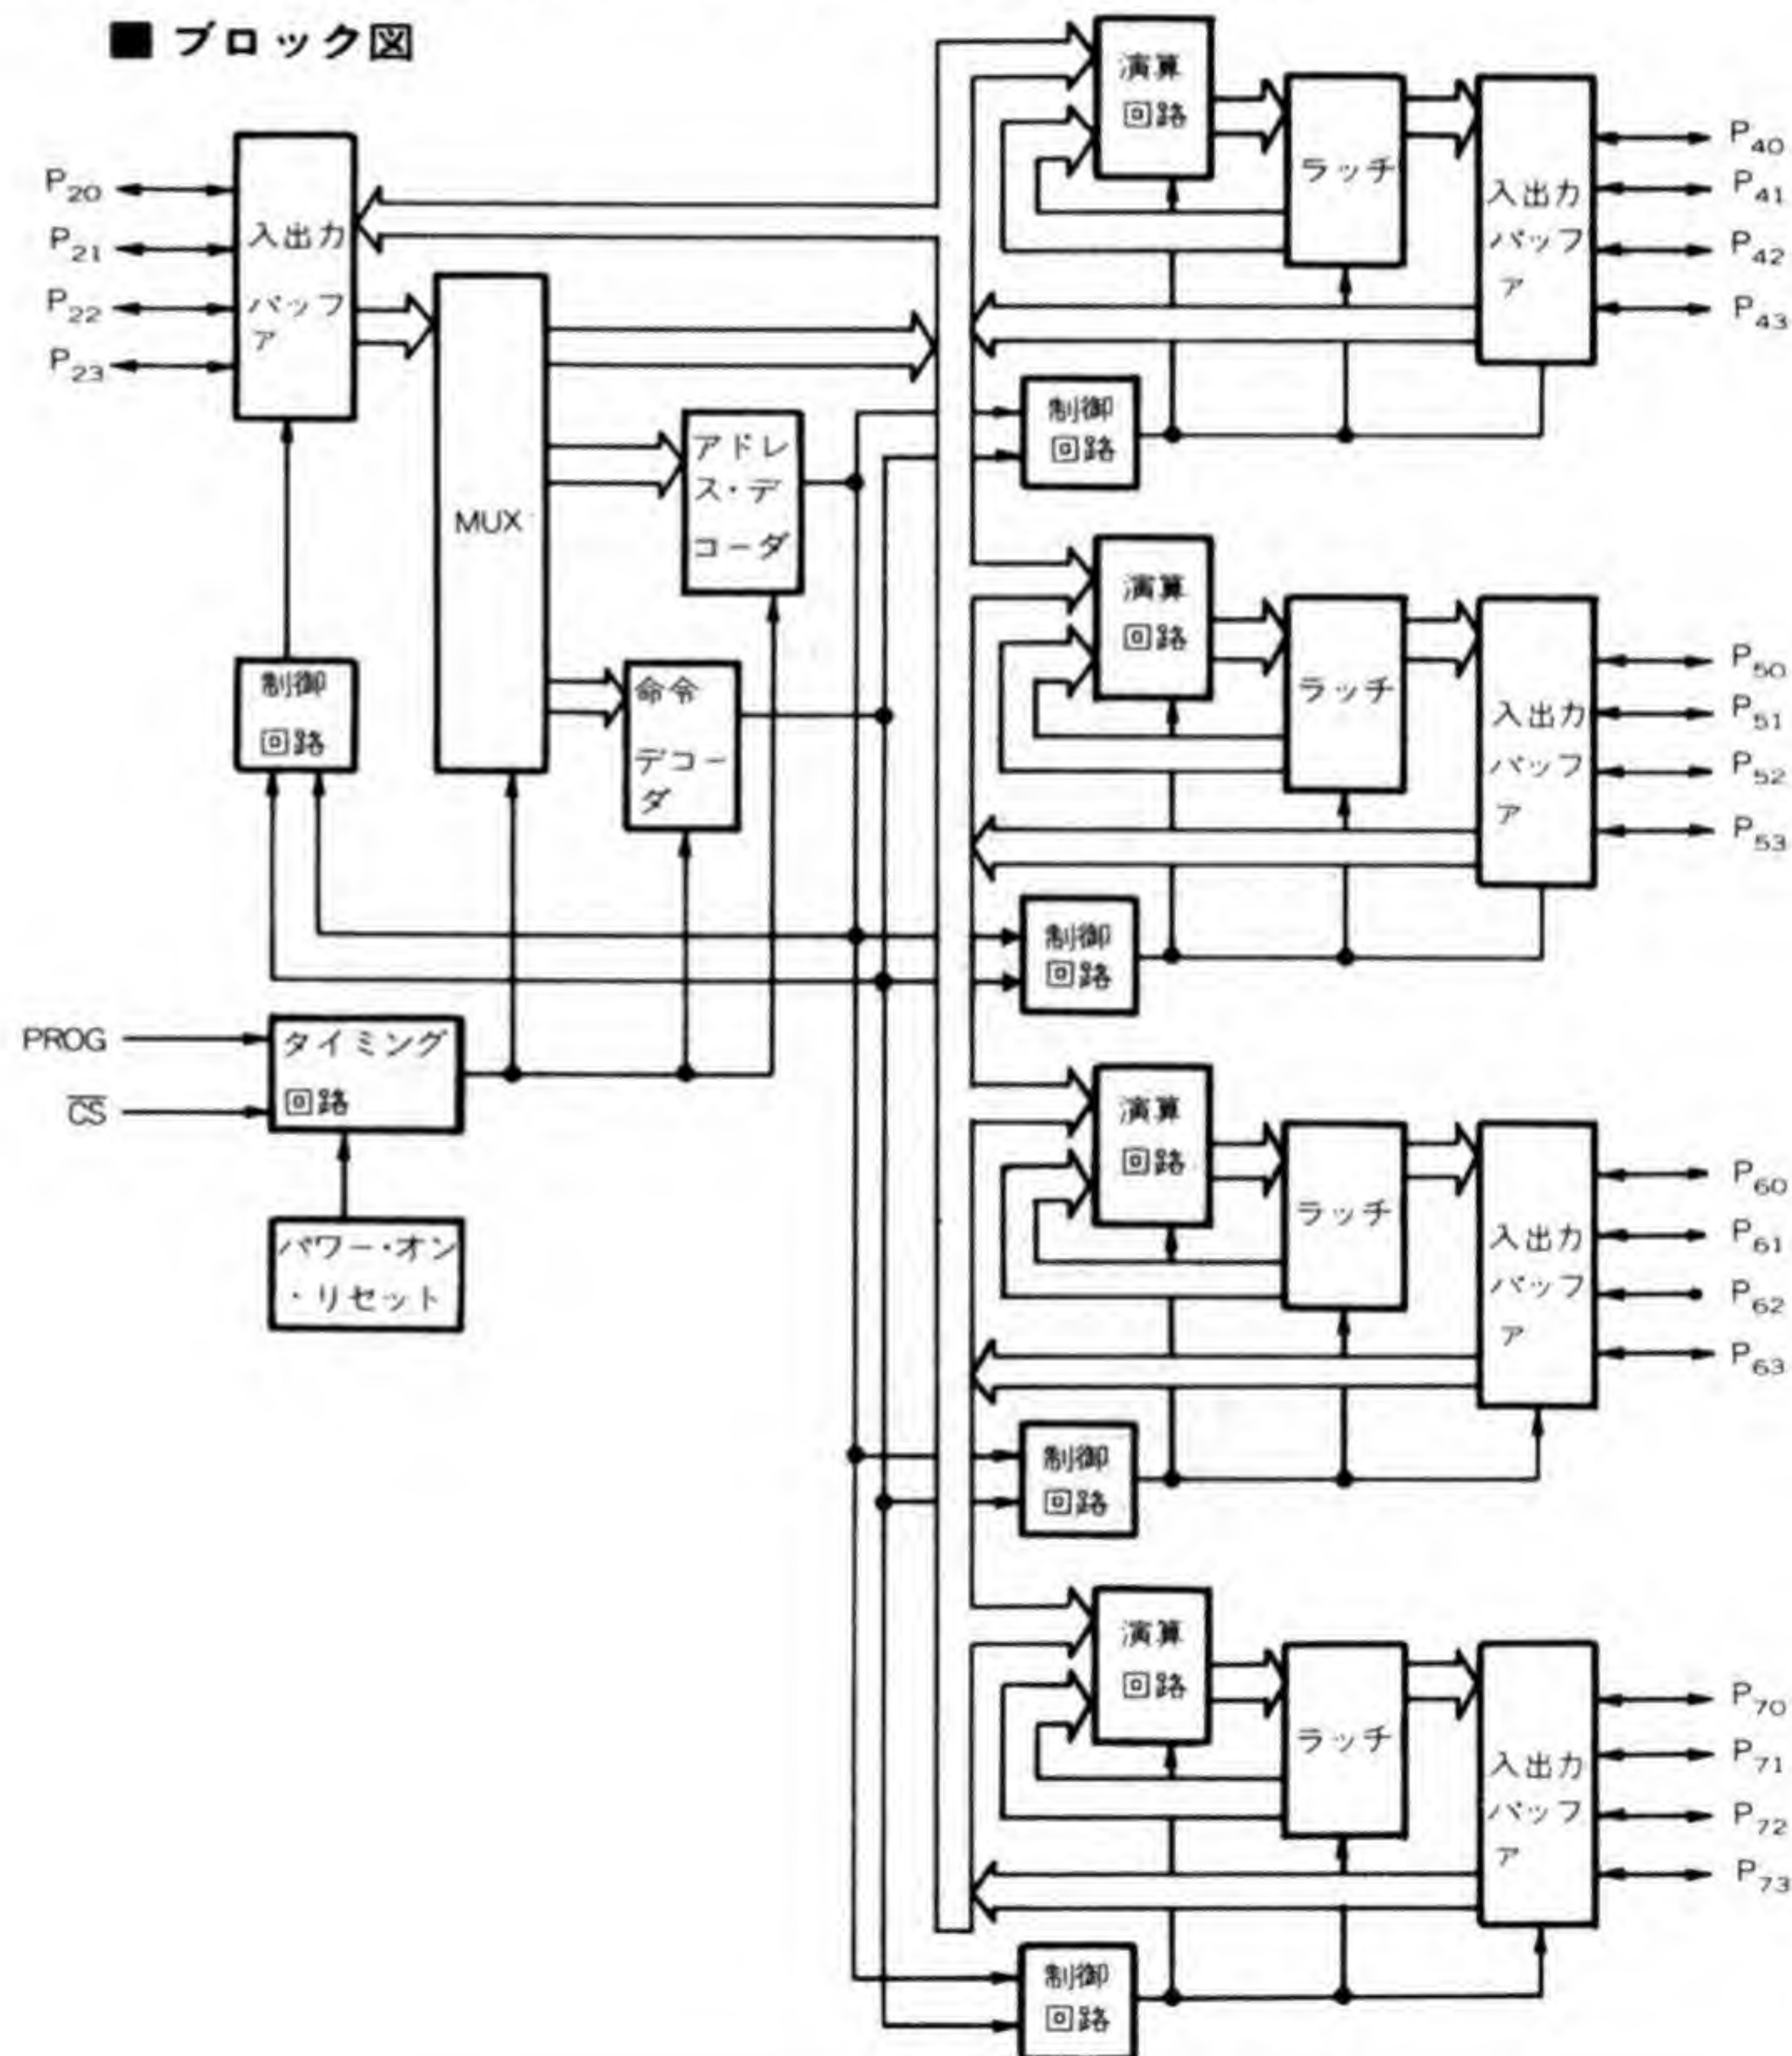 ■ ブロック図
P20
P21
P22
P23
入出力
バッフ
ア
MUX
アドレ
ス・デ
コーダ
命令
デコー
ダ
制御
回路
PROG
CS
タイミング
回路
パワー・オン
・リセット
演算
回路
ラッチ
入出力
バッフ
ア
P40
P41
P42
P43
制御
回路
演算
回路
ラッチ
入出力
バッフ
ア
P50
P51
P52
P53
制御
回路
演算
回路
ラッチ
入出力
バッフ
ア
P60
P61
P62
P63
制御
回路
演算
回路
ラッチ
入出力
バッフ
ア
P70
P71
P72
P73
制御
回路